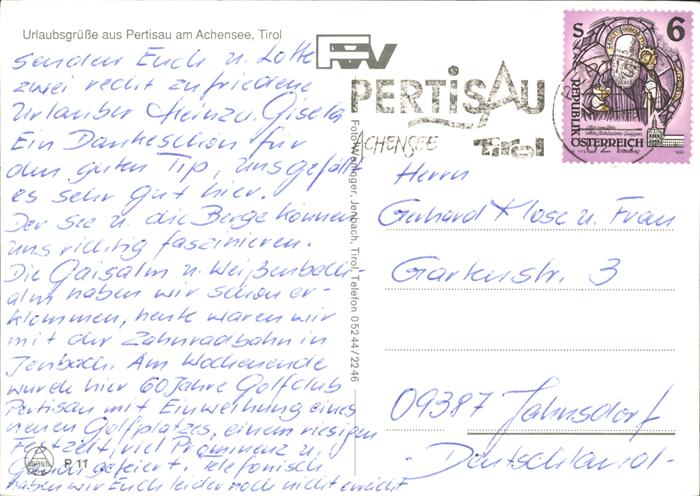 Urlaubsgrüße aus Pertisau am Achensee, Tirol
senden Euch u. Lotte
zwei recht zufriedene
Urlauber Heinz u. Gisela
Ein Dankeschön für
den guten Tip, uns gefällt
es sehr gut hier.
Der See u. die Berge können
uns richtig faszinieren.
Die Gaisalm u. Weißenbach-
alm haben wir schon er-
klommen, heute waren wir
mit der Zahnradbahn in
Jenbach. Am Wochenende
wurde hier 60 Jahre Golfclub
Pertisau mit Einweihung eines
neuen Golfplatzes, einem riesigen
Festzelt, viel Prominenz u.
gefeiert. Telefonisch
haben wir Euch leider noch nicht erreicht
P 11
Foto Weninger, Jenbach, Tirol, Telefon 05244/2246
PERTISAU
ACHENSEE
Tirol
S 6
REPUBLIK
ÖSTERREICH
Herrn
Gerhard Klose u. Frau
Gartenstr. 3
09387 Jahnsdorf
- Deutschland -